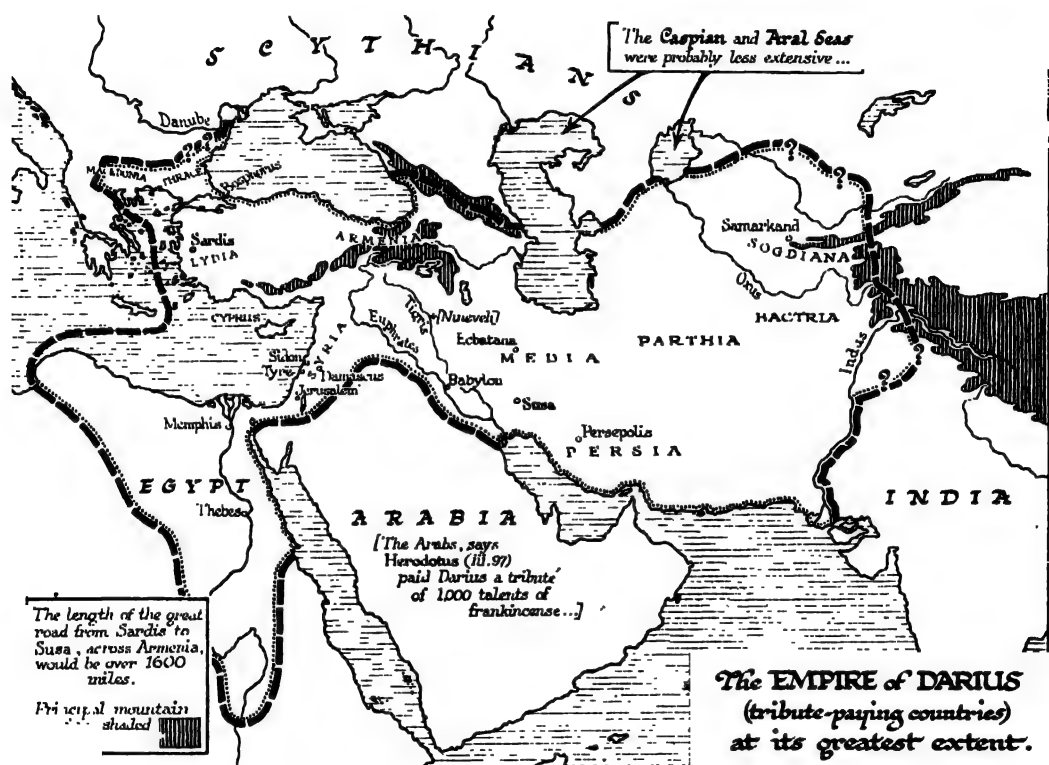 SCYTHIANS
The Caspian and Aral Seas
were probably less extensive ...
Danube
THRACE
Bosphorus
Sardis
LYDIA
ARMENIA
Samarkand
SOGDIANA
Oxus
BACTRIA
CYPRUS
Tigris
[Nineveh]
Euphrates
Ecbatana
MEDIA
PARTHIA
Indus
SYRIA
Sidon
Tyre
Damascus
Jerusalem
Babylon
Susa
Memphis
Persepolis
PERSIA
EGYPT
Thebes
ARABIA
INDIA
[The Arabs, says
Herodotus (III.97)
paid Darius a tribute
of 1,000 talents of
frankincense...]
The length of the great
road from Sardis to
Susa, across Armenia,
would be over 1600
miles.
Principal mountain
shaded
The EMPIRE of DARIUS
(tribute-paying countries)
at its greatest extent.